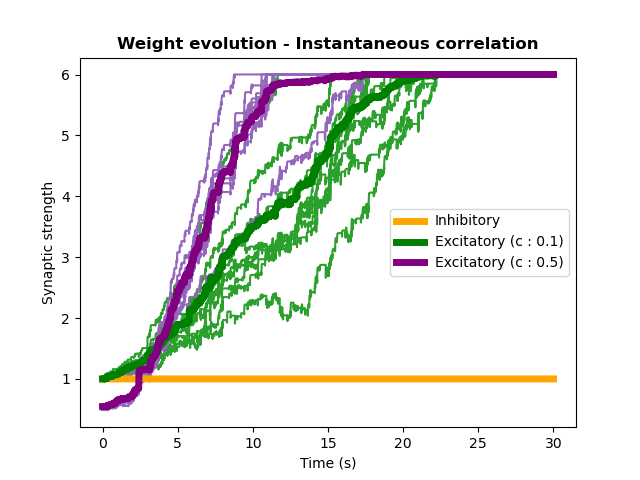 Weight evolution - Instantaneous correlation
Synaptic strength
6
5
4
3
2
1
Inhibitory
Excitatory (c : 0.1)
Excitatory (c : 0.5)
0 5 10 15 20 25 30
Time (s)